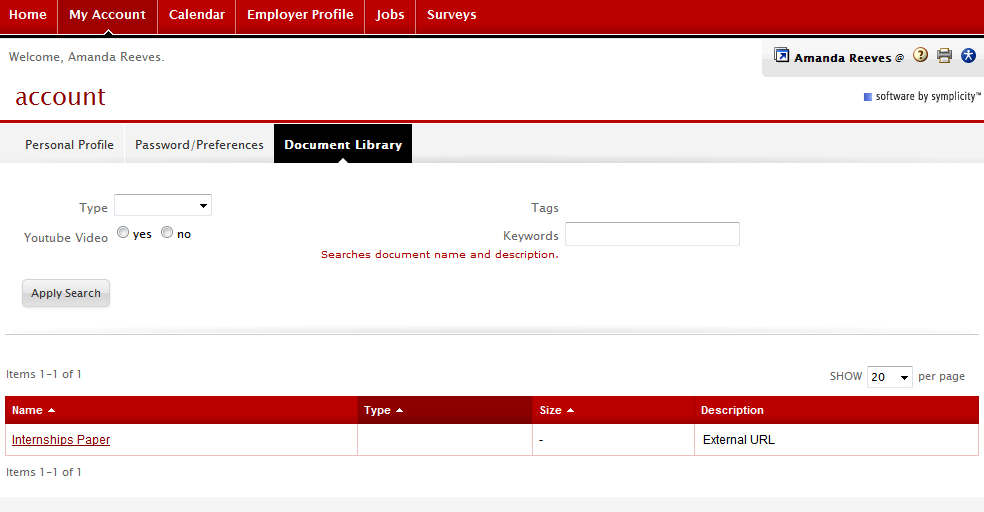 Home My Account Calendar Employer Profile Jobs Surveys
Welcome, Amanda Reeves.
Amanda Reeves @ ?
account
software by symplicity™
Personal Profile Password/Preferences Document Library
Type Tags
Youtube Video yes no Keywords
Searches document name and description.
Apply Search
Items 1-1 of 1 SHOW 20 per page
Name Type Size Description
Internships Paper - External URL
Items 1-1 of 1